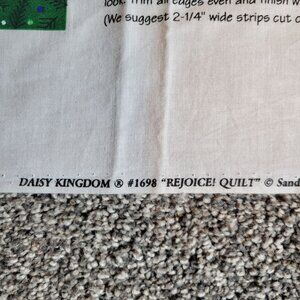 look. Trim all edges even and finish w
(We suggest 2-1/4" wide strips cut c
DAISY KINGDOM ® #1698 "REJOICE! QUILT" © Sand